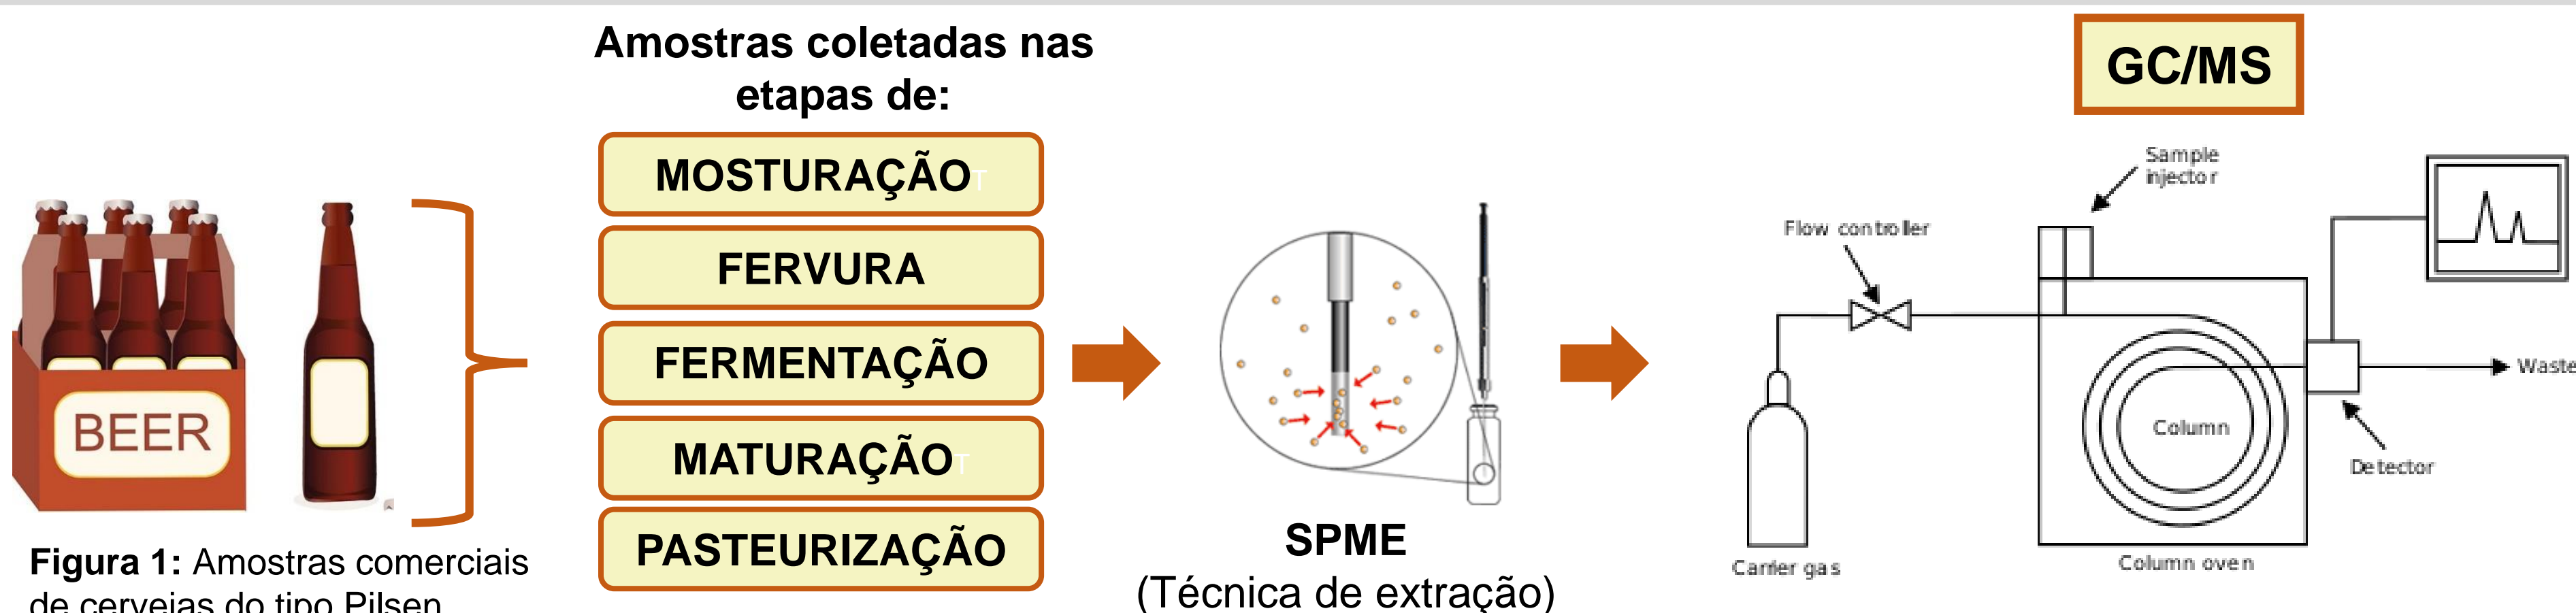 Amostras coletadas nas
etapas de:
MOSTURAÇÃO
T
FERVURA
FERMENTAÇÃO
MATURAÇÃO
T
PASTEURIZAÇÃO
BEER
Figura 1: Amostras comerciais
de cervejas do tipo Pilsen
SPME
(Técnica de extração)
GC/MS
Sample
injector
Flow controller
Column
Waste
Detector
Carrier gas
Column oven